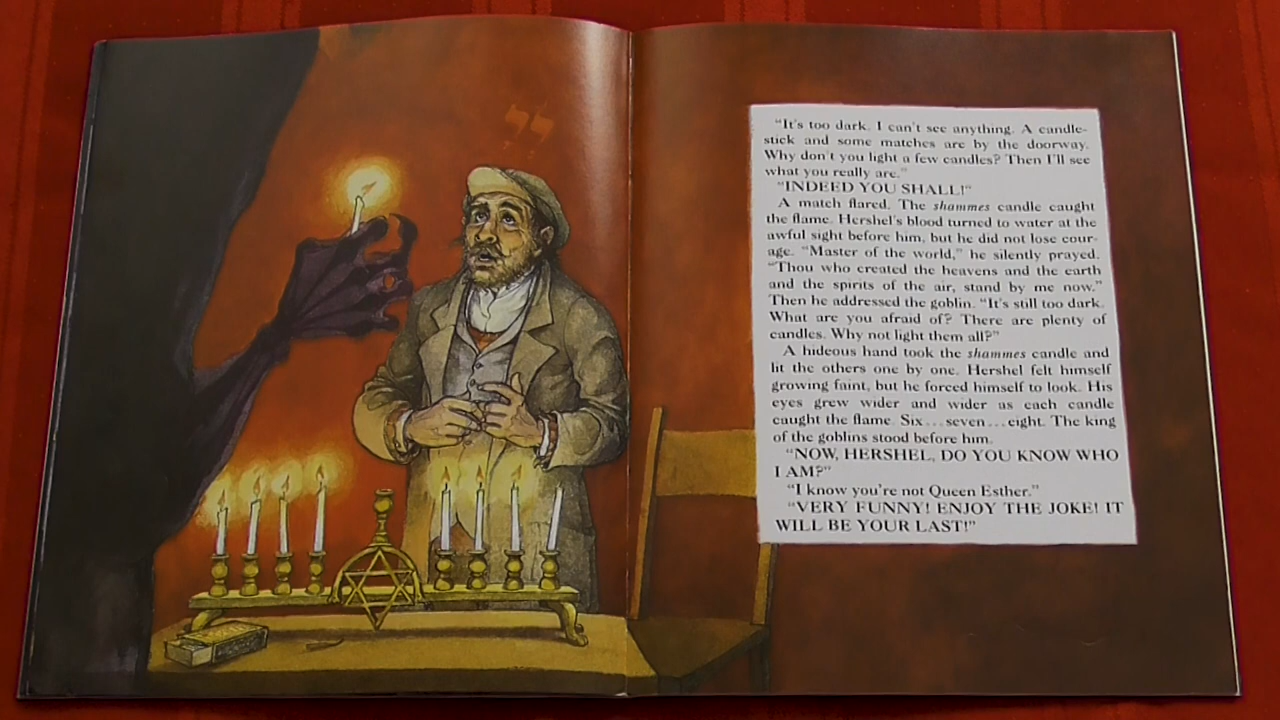 "It's too dark. I can't see anything. A candle-
stick and some matches are by the doorway.
Why don't you light a few candles? Then I'll see
what you really are."
"INDEED YOU SHALL!"
A match flared. The shammes candle caught
the flame. Hershel's blood turned to water at the
awful sight before him, but he did not lose cour-
age. "Master of the world," he silently prayed.
"Thou who created the heavens and the earth
and the spirits of the air, stand by me now."
Then he addressed the goblin. "It's still too dark.
What are you afraid of? There are plenty of
candles. Why not light them all?"
A hideous hand took the shammes candle and
lit the others one by one. Hershel felt himself
growing faint, but he forced himself to look. His
eyes grew wider and wider as each candle
caught the flame. Six...seven...eight. The king
of the goblins stood before him.
"NOW, HERSHEL, DO YOU KNOW WHO
I AM?"
"I know you're not Queen Esther."
"VERY FUNNY! ENJOY THE JOKE! IT
WILL BE YOUR LAST!"